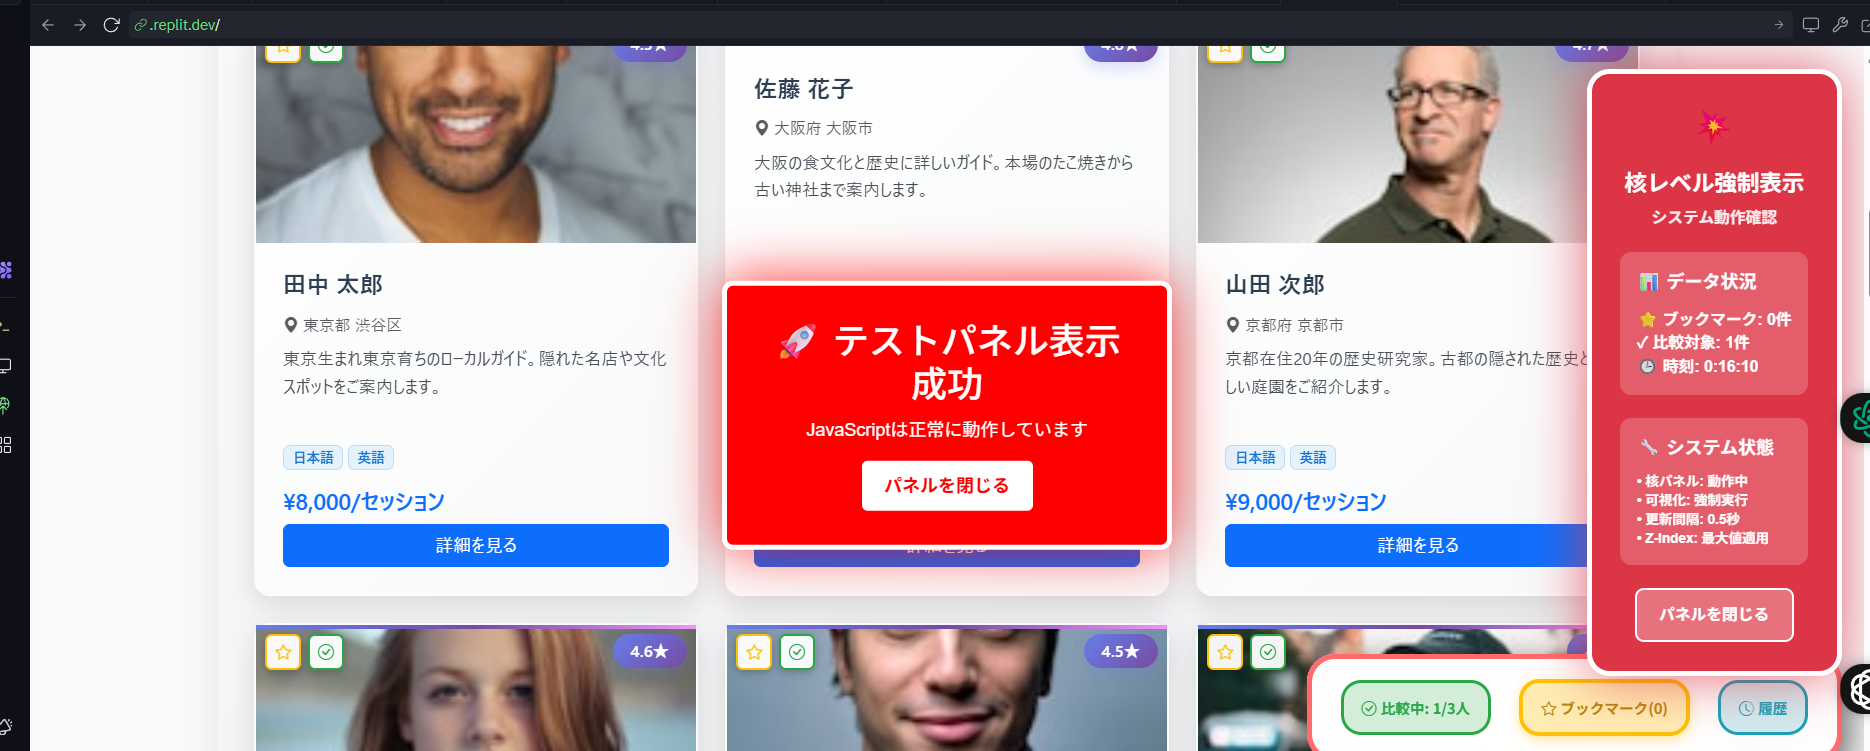 .replit.dev/
佐藤 花子
大阪府 大阪市
大阪の食文化と歴史に詳しいガイド。本場のたこ焼きから
古い神社まで案内します。
田中 太郎
東京都 渋谷区
東京生まれ東京育ちのローカルガイド。隠れた名店や文化
スポットをご案内します。
日本語 英語
¥8,000/セッション
詳細を見る
🚀 テストパネル表示
成功
JavaScriptは正常に動作しています
パネルを閉じる
山田 次郎
京都府 京都市
京都在住20年の歴史研究家。古都の隠された歴史と
しい庭園をご紹介します。
日本語 英語
¥9,000/セッション
詳細を見る
4.6★
4.5★
💥
核レベル強制表示
システム動作確認
📊 データ状況
⭐ ブックマーク: 0件
✓ 比較対象: 1件
🕒 時刻: 0:16:10
🔧 システム状態
• 核パネル: 動作中
• 可視化: 強制実行
• 更新間隔: 0.5秒
• Z-Index: 最大値適用
パネルを閉じる
比較中: 1/3人
ブックマーク(0)
履歴